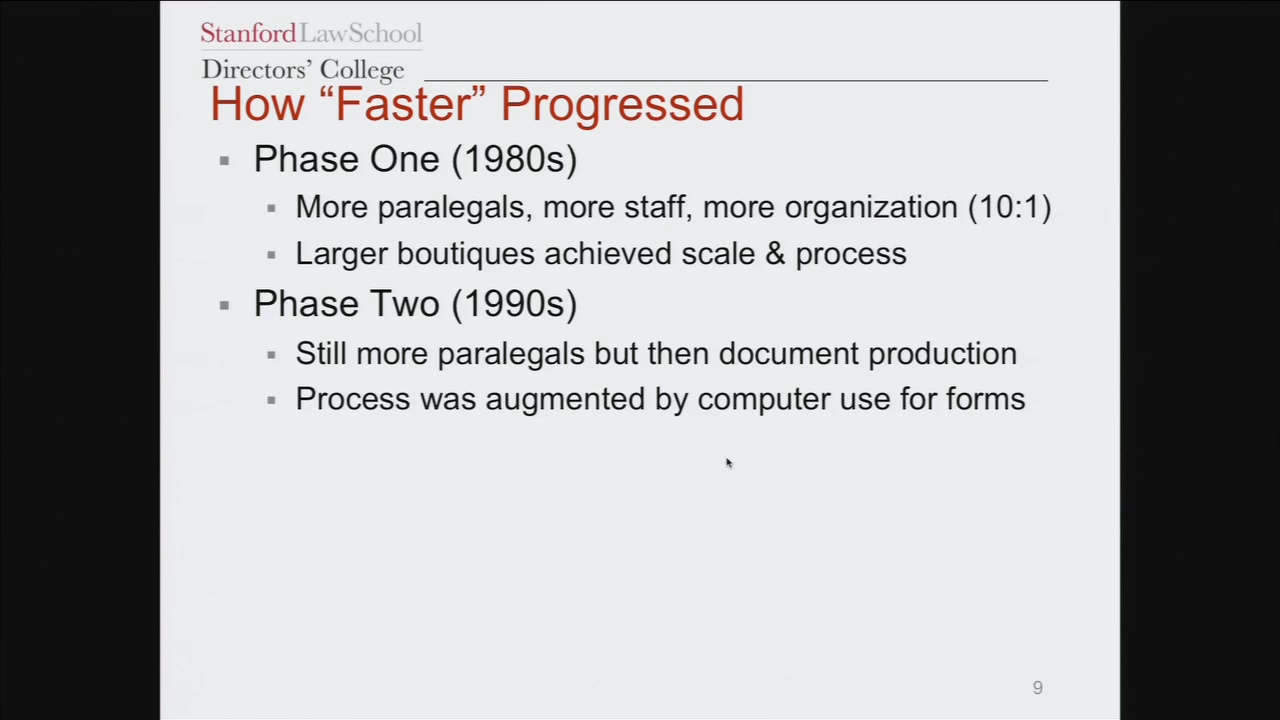 Stanford LawSchool
Directors’ College
How “Faster” Progressed
Phase One (1980s)
More paralegals, more staff, more organization (10:1)
Larger boutiques achieved scale & process
Phase Two (1990s)
Still more paralegals but then document production
Process was augmented by computer use for forms
9